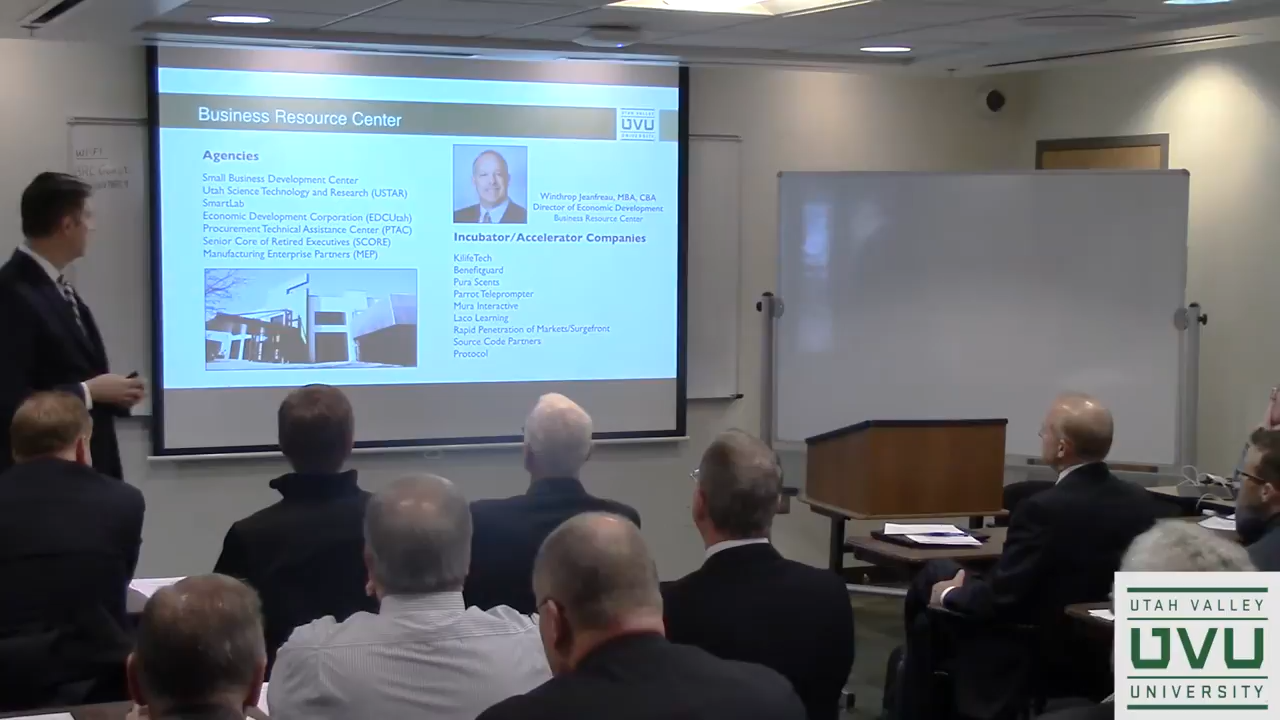 Business Resource Center
UTAH VALLEY
UVU
UNIVERSITY
Agencies
Small Business Development Center
Utah Science Technology and Research (USTAR)
SmartLab
Economic Development Corporation (EDCUtah)
Procurement Technical Assistance Center (PTAC)
Senior Core of Retired Executives (SCORE)
Manufacturing Enterprise Partners (MEP)
Winthrop Jeanfreau, MBA, CBA
Director of Economic Development
Business Resource Center
Incubator/Accelerator Companies
KilifeTech
Benefitguard
Pura Scents
Parrot Teleprompter
Mura Interactive
Laco Learning
Rapid Penetration of Markets/Surgefront
Source Code Partners
Protocol
WIFI
UTAH VALLEY
UVU
UNIVERSITY